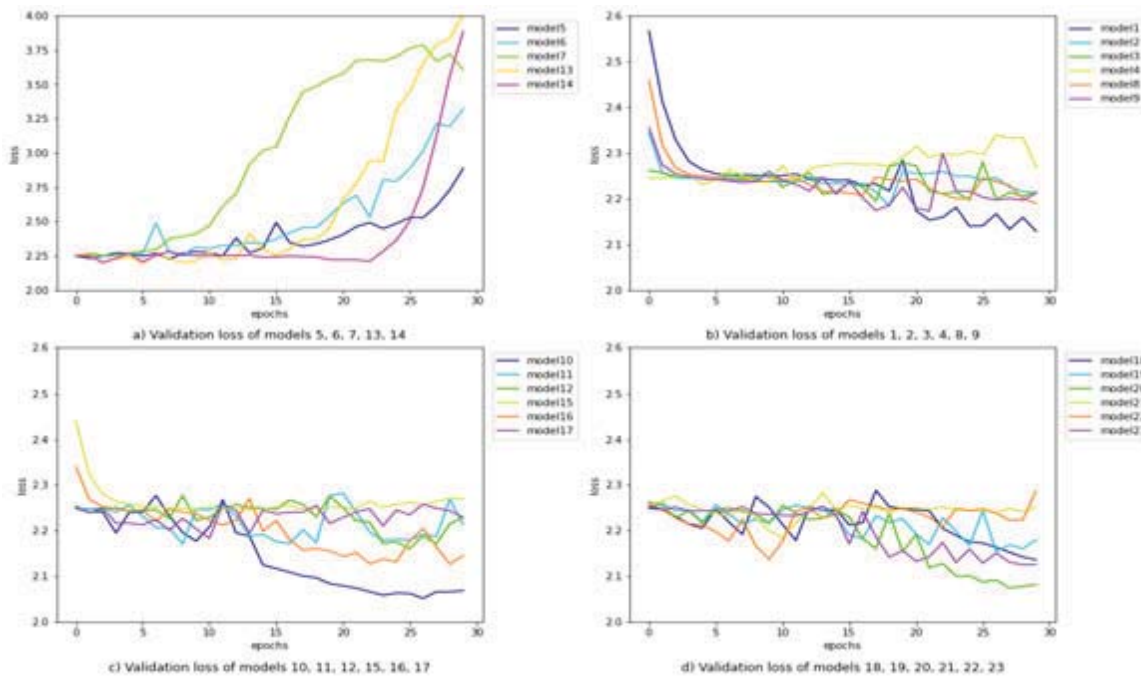 4.00
3.75
3.50
3.25
3.00
2.75
2.50
2.25
2.00
loss
0 5 10 15 20 25 30
epochs
model5
model6
model7
model13
model14
a) Validation loss of models 5, 6, 7, 13, 14
2.6
2.5
2.4
2.3
2.2
2.1
2.0
loss
0 5 10 15 20 25 30
epochs
model1
model2
model3
model4
model8
model9
b) Validation loss of models 1, 2, 3, 4, 8, 9
2.6
2.5
2.4
2.3
2.2
2.1
2.0
loss
0 5 10 15 20 25 30
epochs
model10
model11
model12
model15
model16
model17
c) Validation loss of models 10, 11, 12, 15, 16, 17
2.6
2.5
2.4
2.3
2.2
2.1
2.0
loss
0 5 10 15 20 25 30
epochs
d) Validation loss of models 18, 19, 20, 21, 22, 23